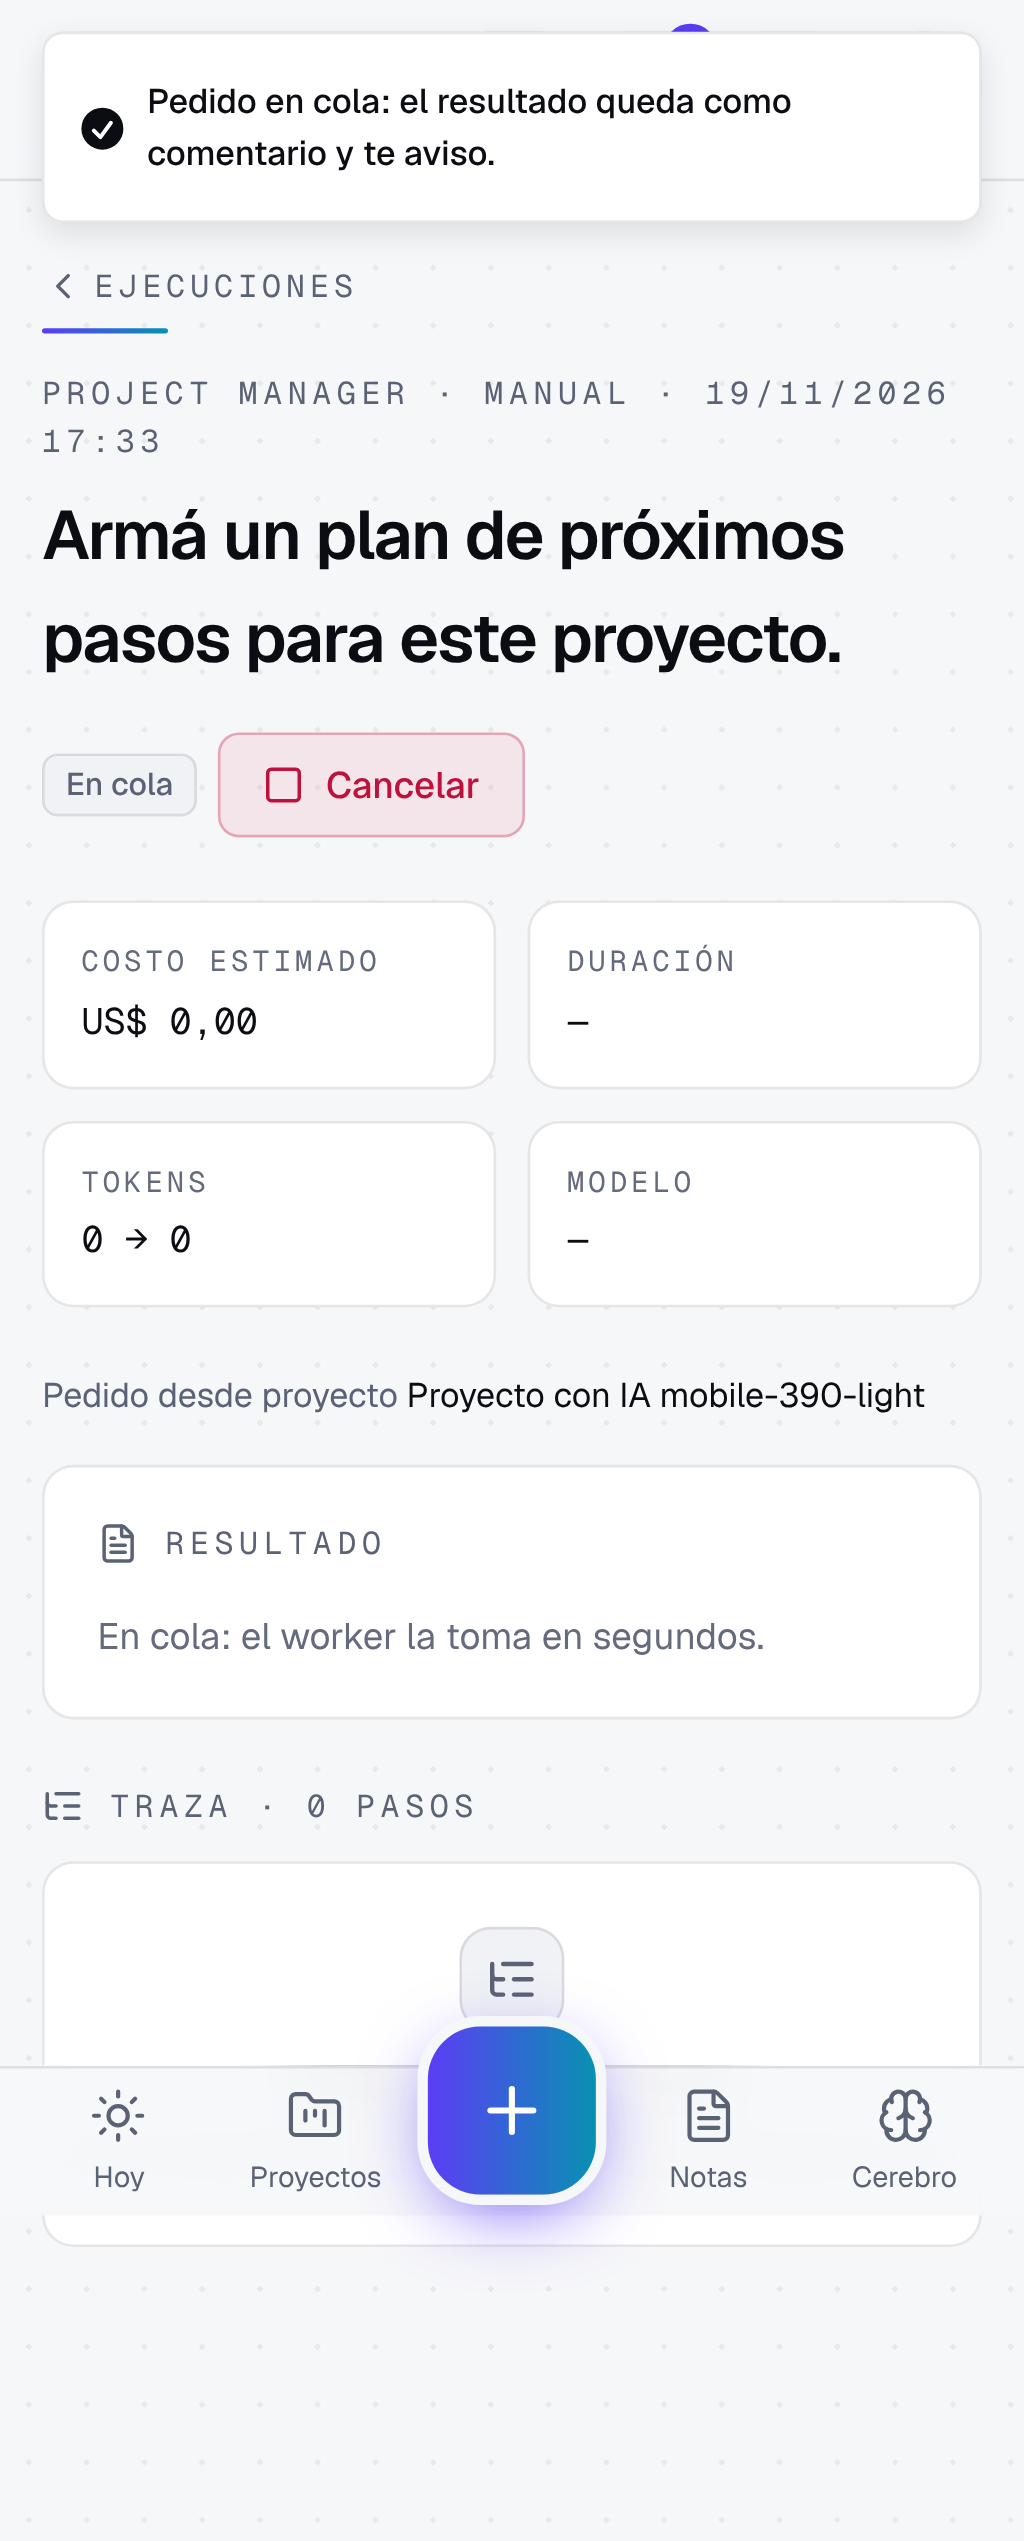 Pedido en cola: el resultado queda como
comentario y te aviso.
EJECUCIONES
PROJECT MANAGER · MANUAL · 19/11/2026
17:33
Armá un plan de próximos
pasos para este proyecto.
En cola
Cancelar
COSTO ESTIMADO
US$ 0,00
DURACIÓN
—
TOKENS
0 → 0
MODELO
—
Pedido desde proyecto Proyecto con IA mobile-390-light
RESULTADO
En cola: el worker la toma en segundos.
TRAZA · 0 PASOS
Hoy
Proyectos
Notas
Cerebro